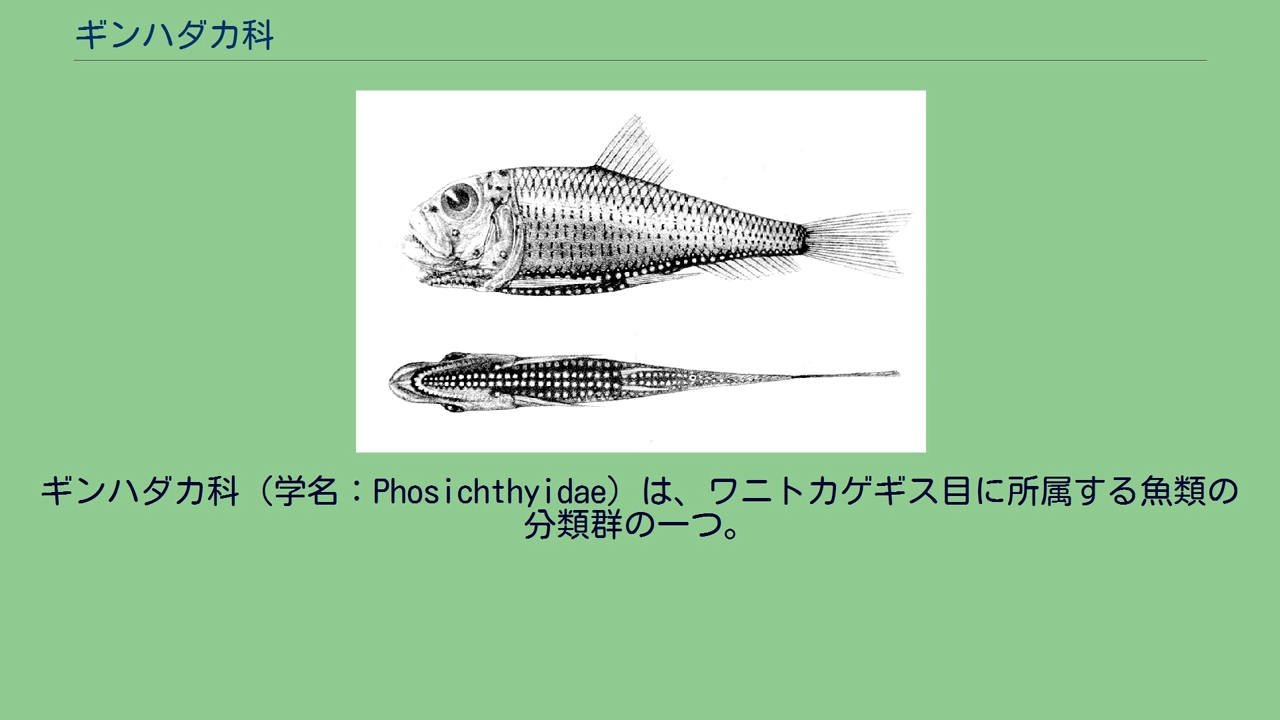 ギンハダカ科
ギンハダカ科（学名：Phosichthyidae）は、ワニトカゲギス目に所属する魚類の
分類群の一つ。